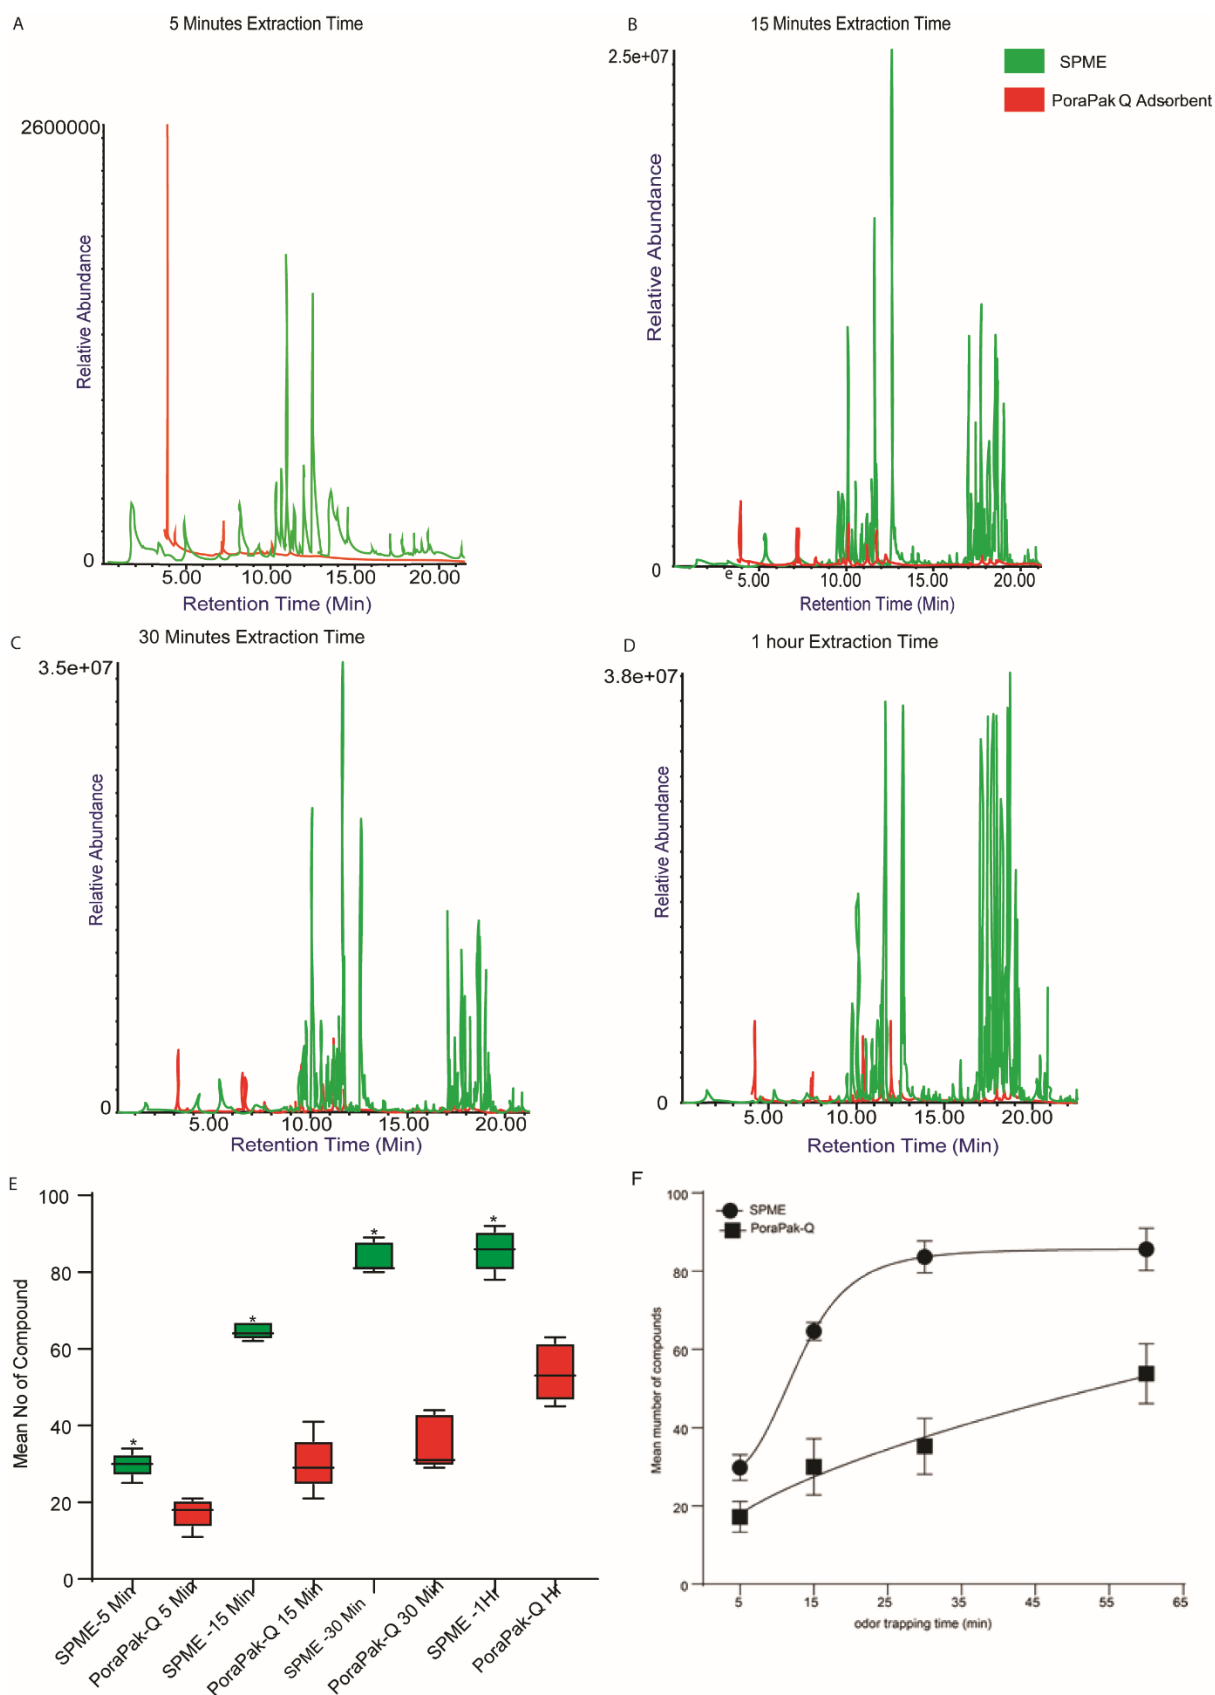 A
5 Minutes Extraction Time
B
15 Minutes Extraction Time
SPME
PoraPak Q Adsorbent
2600000
Relative Abundance
0
5.00 10.00 15.00 20.00
Retention Time (Min)
2.5e+07
Relative Abundance
0
e 5.00 10.00 15.00 20.00
Retention Time (Min)
C
30 Minutes Extraction Time
D
1 hour Extraction Time
3.5e+07
Relative Abundance
0
5.00 10.00 15.00 20.00
Retention Time (Min)
3.8e+07
Relative Abundance
0
5.00 10.00 15.00 20.00
Retention Time (Min)
E
Mean No of Compound
100
80
60
40
20
0
* * * *
SPME-5 Min
PoraPak-Q 5 Min
SPME -15 Min
PoraPak-Q 15 Min
SPME -30 Min
PoraPak-Q 30 Min
SPME -1Hr
PoraPak-Q Hr
F
SPME
PoraPak-Q
Mean mumber of compounds
100
80
60
40
20
0
5 15 25 35 45 55 65
odor trapping time (min)